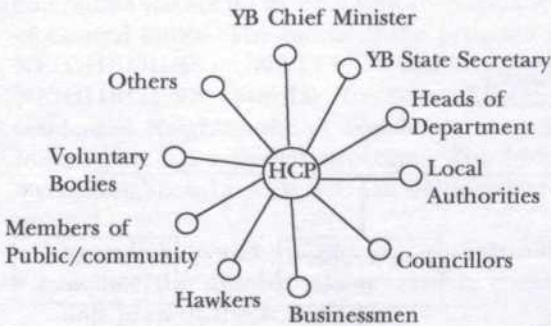 YB Chief Minister
YB State Secretary
Others
Heads of
Department
HCP
Voluntary
Bodies
Local
Authorities
Members of
Public/community
Councillors
Hawkers
Businessmen